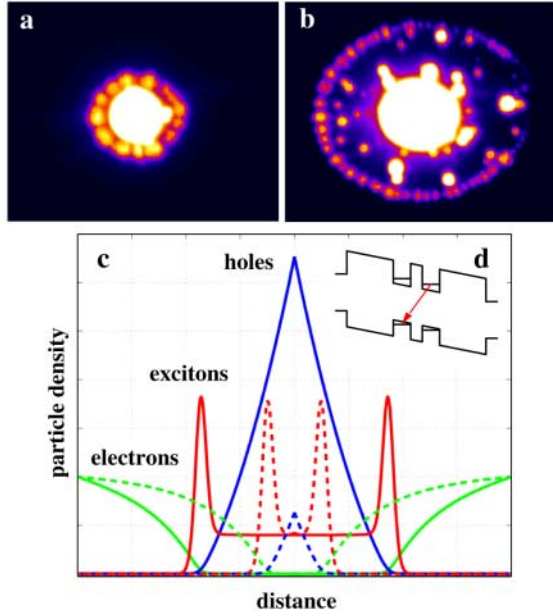 a
b
c
d
holes
excitons
electrons
particle density
distance